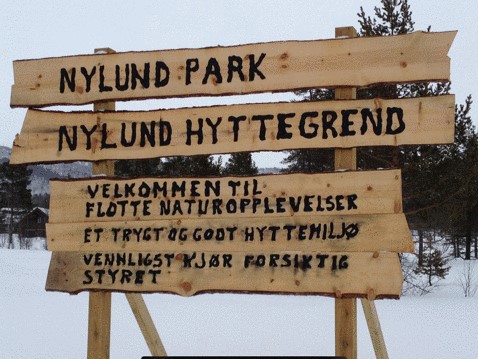 NYLUND PARK
NYLUND HYTTEGREND
VELKOMMEN TIL
FLOTTE NATUROPPLEVELSER
ET TRYGT OG GODT HYTTEMILJØ
VENNLIGST KJØR FORSIKTIG
STYRET